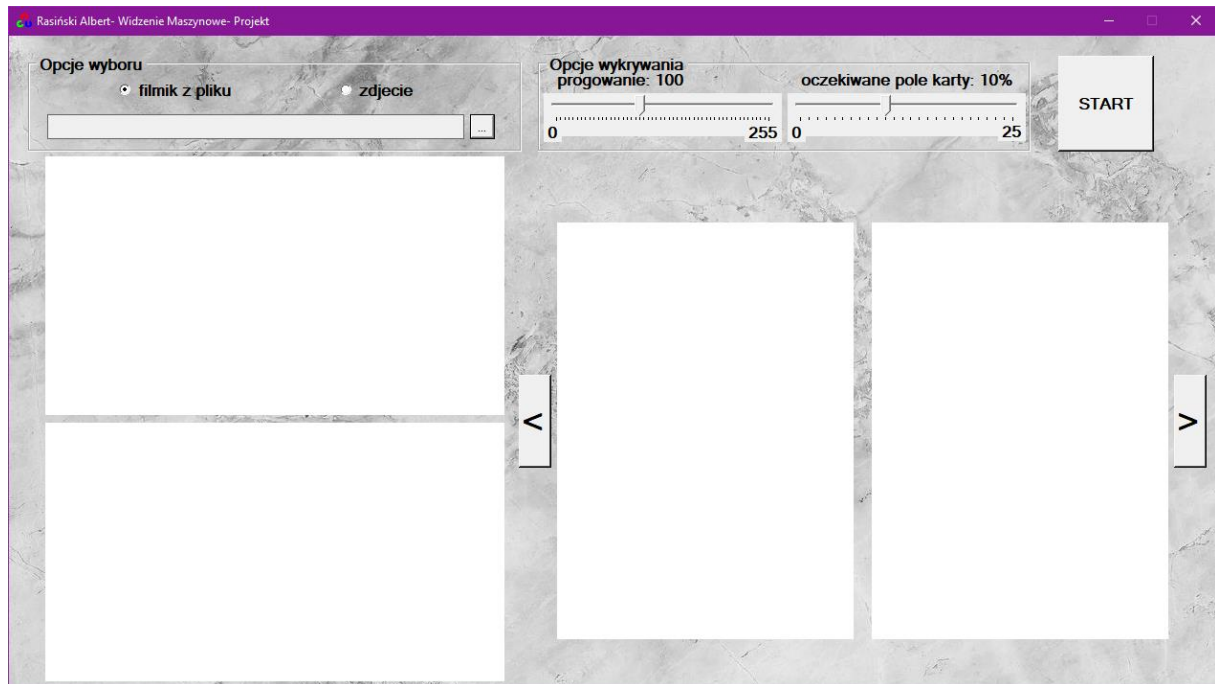 Rasiński Albert- Widzenie Maszynowe- Projekt
Opcje wyboru
filmik z pliku
zdjecie
...
Opcje wykrywania
progowanie: 100
oczekiwane pole karty: 10%
0
255
0
25
START
<
>